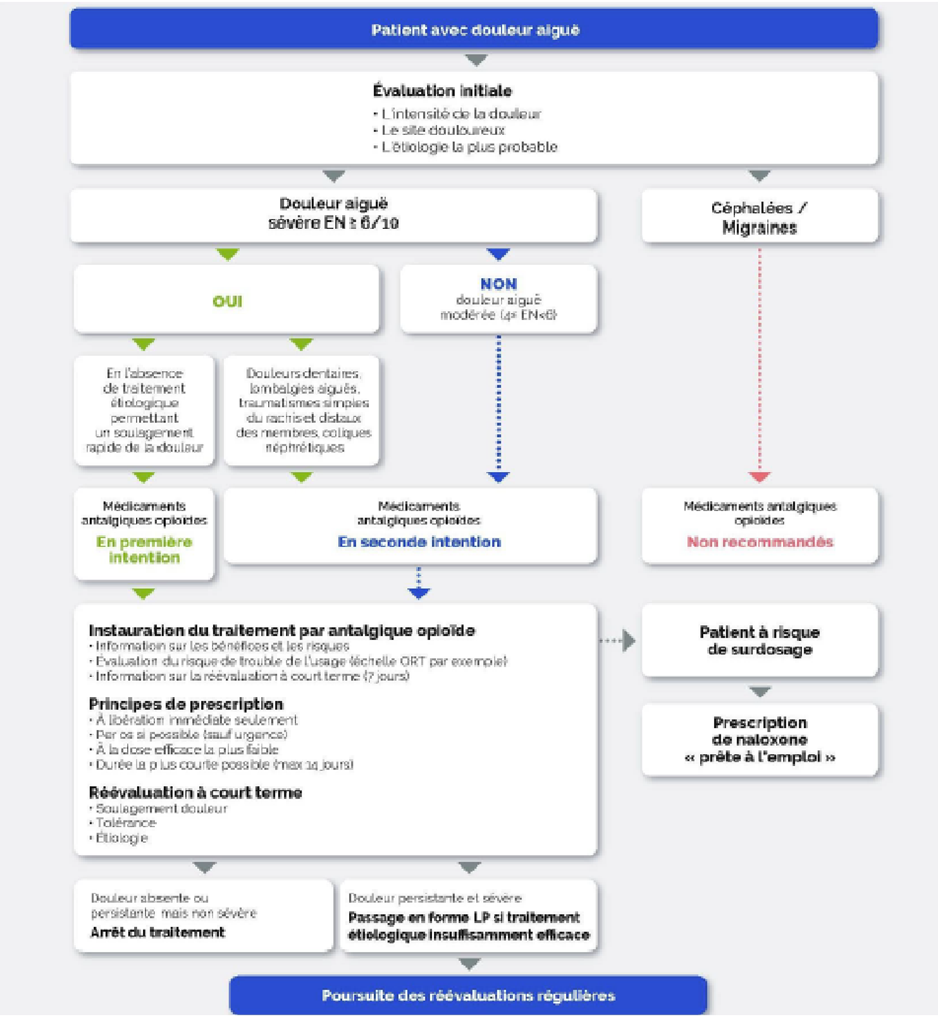 Patient avec douleur aiguë
Évaluation initiale
• L'intensité de la douleur
• Le site douloureux
• L'étiologie la plus probable
Douleur aiguë
sévère EN ≥ 6/10
Céphalées /
Migraines
OUI
NON
douleur aiguë
modérée (4≤ EN<6)
En l'absence
de traitement
étiologique
permettant
un soulagement
rapide de la douleur
Douleurs dentaires,
lombalgies aiguës,
traumatismes simples
du rachis et distaux
des membres, coliques
néphrétiques
Médicaments
antalgiques opioïdes
En première
intention
Médicaments
antalgiques opioïdes
En seconde intention
Médicaments antalgiques
opioïdes
Non recommandés
Instauration du traitement par antalgique opioïde
• Information sur les bénéfices et les risques
• Évaluation du risque de trouble de l'usage (échelle ORT par exemple)
• Information sur la réévaluation à court terme (7 jours)
Principes de prescription
• À libération immédiate seulement
• Per os si possible (sauf urgence)
• À la dose efficace la plus faible
• Durée la plus courte possible (max 14 jours)
Réévaluation à court terme
• Soulagement douleur
• Tolérance
• Étiologie
Patient à risque
de surdosage
Prescription
de naloxone
« prête à l'emploi »
Douleur absente ou
persistante mais non sévère
Arrêt du traitement
Douleur persistante et sévère
Passage en forme LP si traitement
étiologique insuffisamment efficace
Poursuite des réévaluations régulières